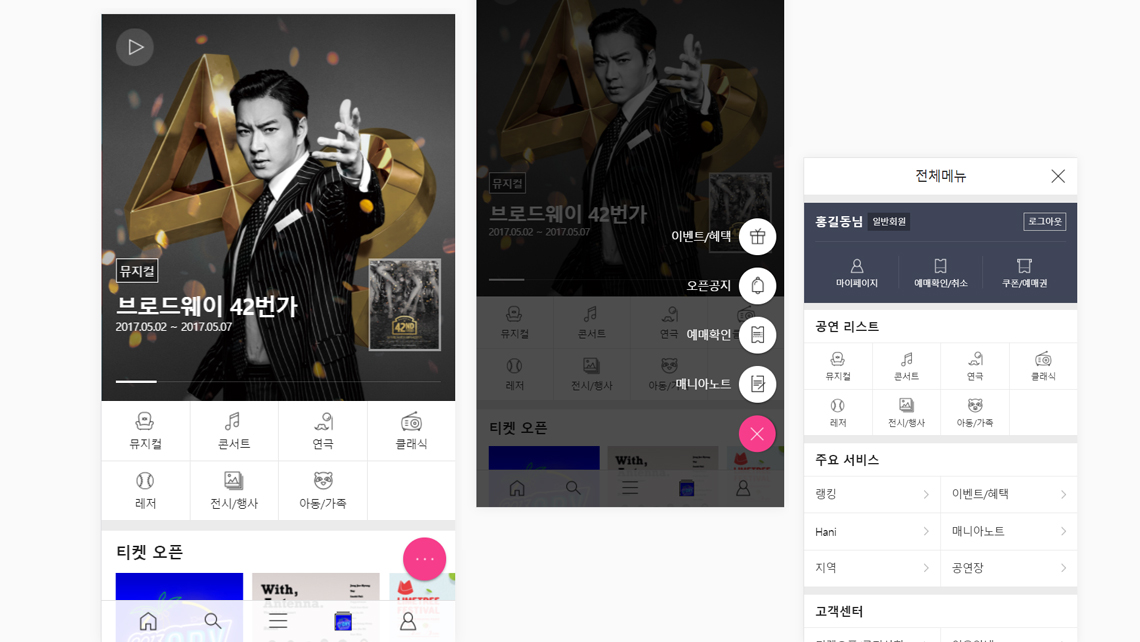 뮤지컬
브로드웨이 42번가
2017.05.02 ~ 2017.05.07
42ND
뮤지컬
콘서트
연극
클래식
레저
전시/행사
아동/가족
티켓 오픈
With,
Antenna.
뮤지컬
브로드웨이 42번가
2017.05.02 ~ 2017.05.07
이벤트/혜택
오픈공지
예매확인
매니아노트
뮤지컬
콘서트
연극
레저
전시/행사
아동/가족
티켓 오픈
With,
Antenna.
전체메뉴
홍길동님
일반회원
로그아웃
마이페이지
예매확인/취소
쿠폰/예매권
공연 리스트
뮤지컬
콘서트
연극
클래식
레저
전시/행사
아동/가족
주요 서비스
랭킹
이벤트/혜택
Hani
매니아노트
지역
공연장
고객센터